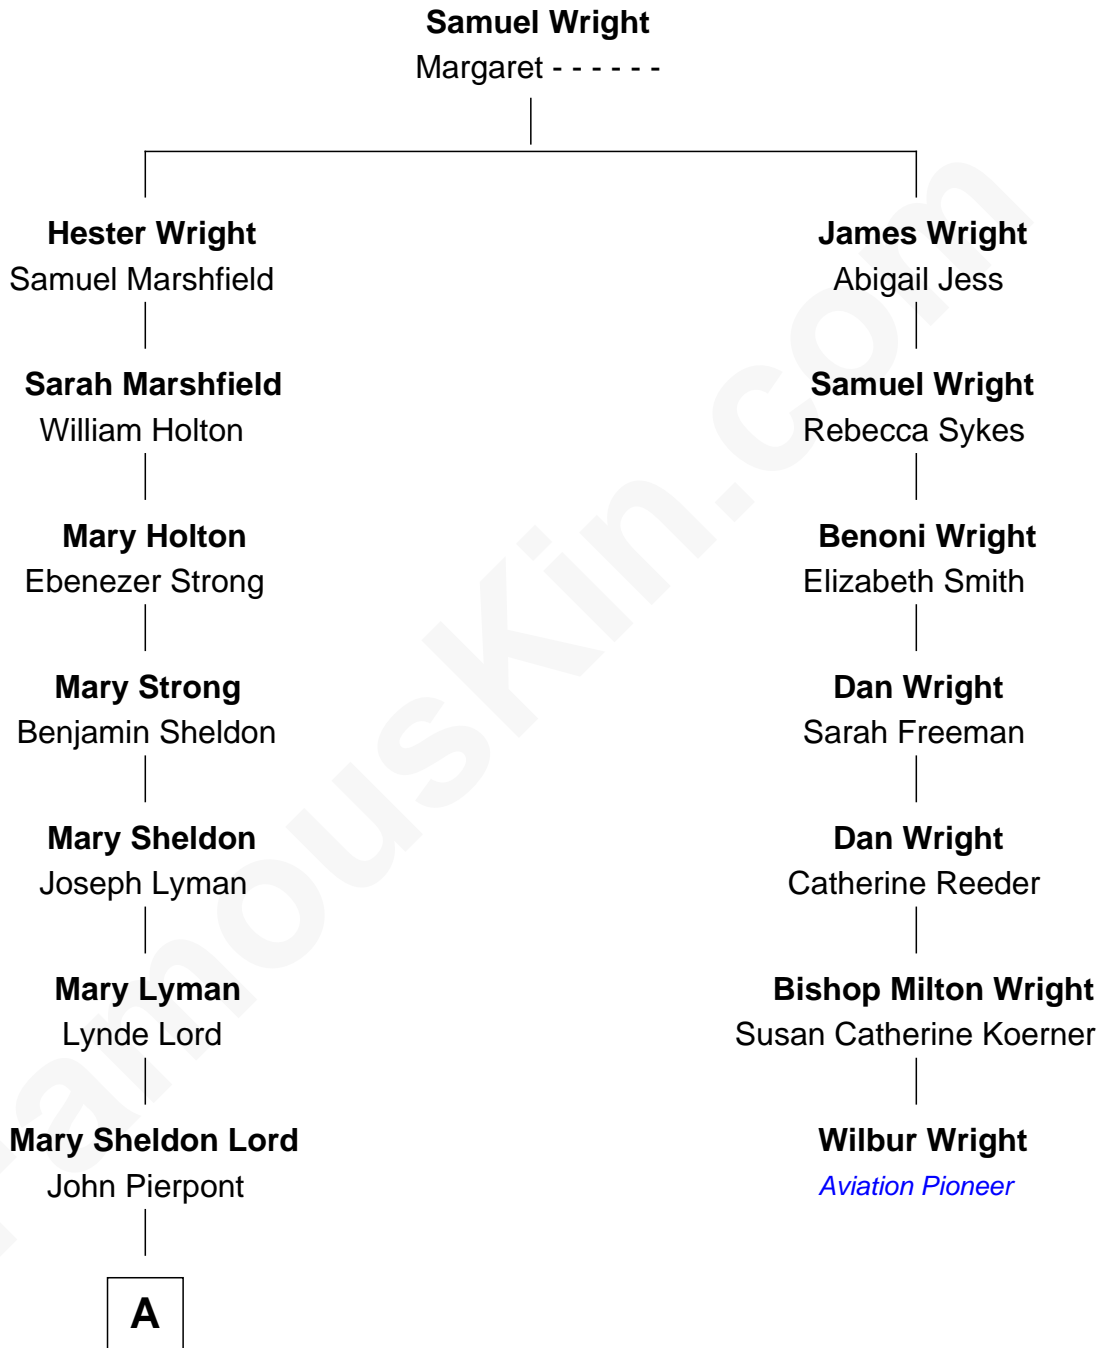 Samuel Wright
Margaret - - - - - -
Hester Wright
Samuel Marshfield
James Wright
Abigail Jess
Sarah Marshfield
William Holton
Samuel Wright
Rebecca Sykes
Mary Holton
Ebenezer Strong
Benoni Wright
Elizabeth Smith
Mary Strong
Benjamin Sheldon
Dan Wright
Sarah Freeman
Mary Sheldon
Joseph Lyman
Dan Wright
Catherine Reeder
Mary Lyman
Lynde Lord
Bishop Milton Wright
Susan Catherine Koerner
Mary Sheldon Lord
John Pierpont
Wilbur Wright
Aviation Pioneer
A
FamousKin.com